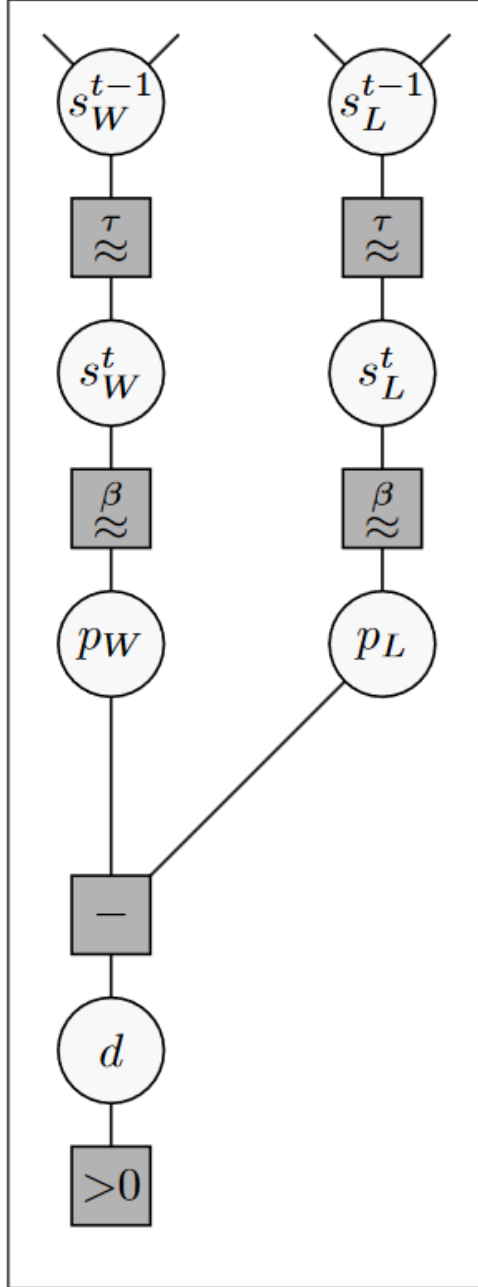 s_W^{t-1} s_L^{t-1}
τ≈ τ≈
s_W^t s_L^t
β≈ β≈
p_W p_L
−
d
>0